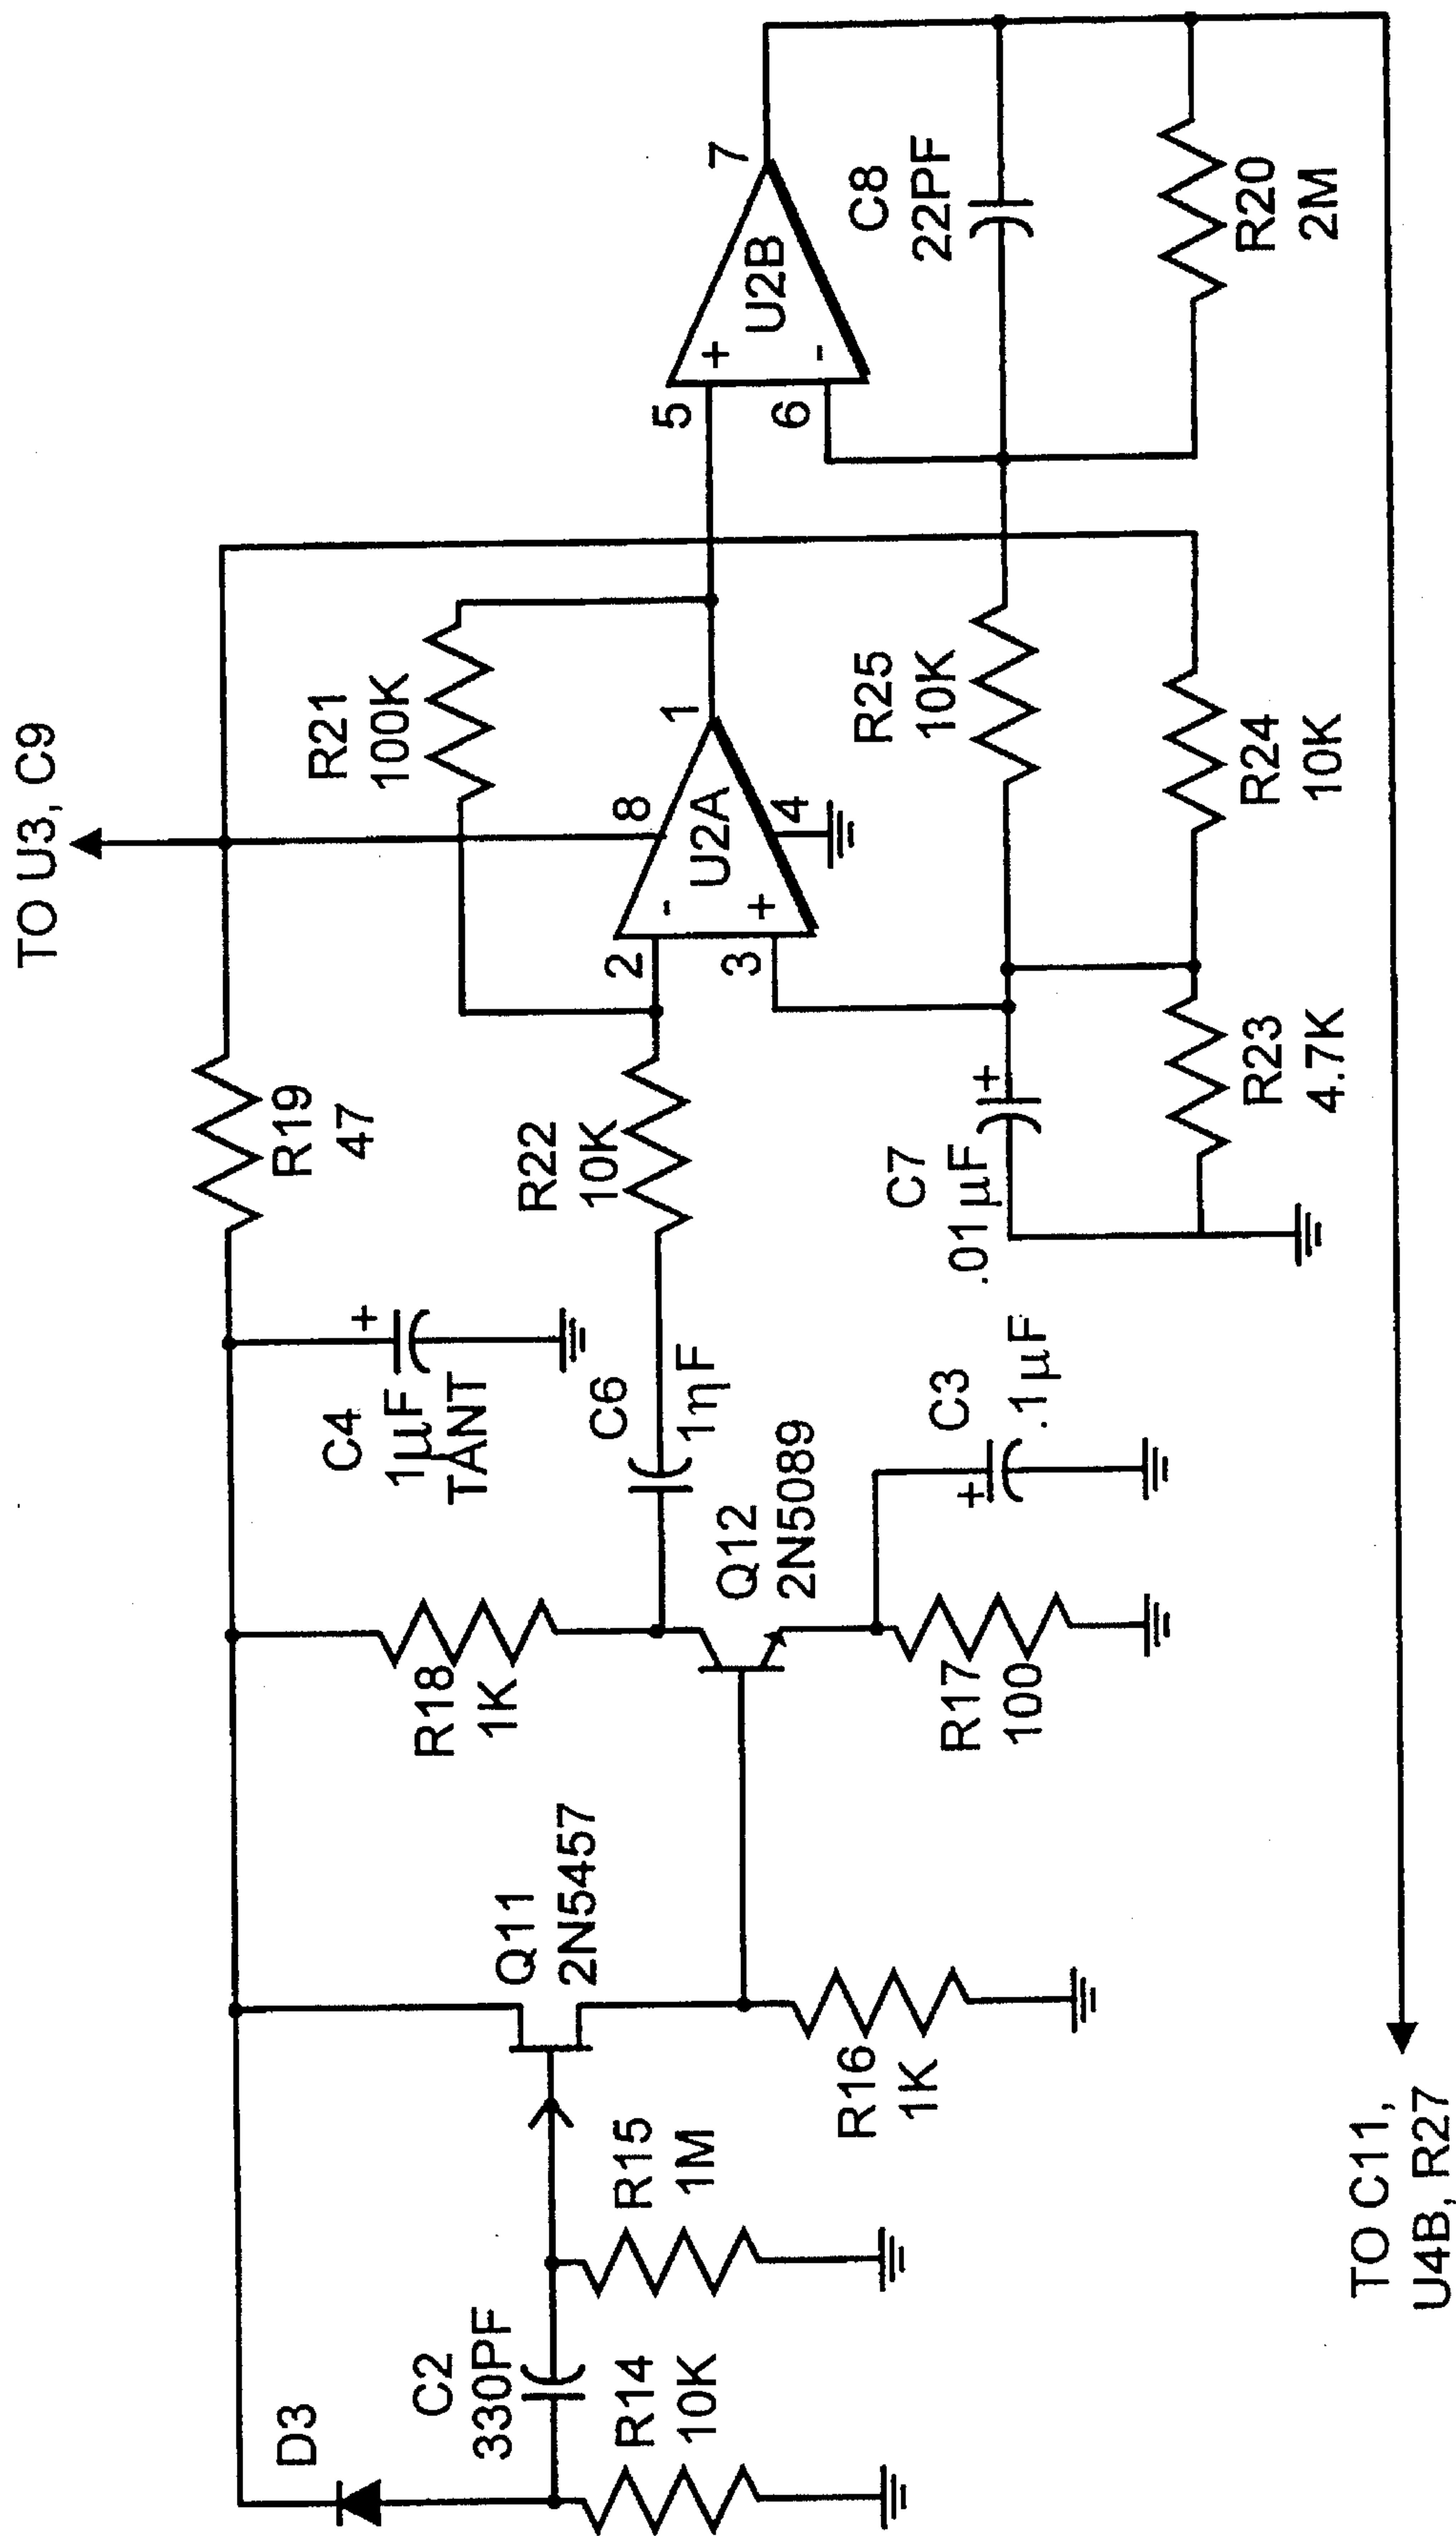 TO U3, C9
R19
47
R21
100K
8
C4
1µF
TANT
R18
1K
Q11
2N5457
D3
C2
330PF
R14
10K
R15
1M
R16
1K
Q12
2N5089
R17
100
C3
+
.1µF
C6
1ηF
R22
10K
+
2
3
-
+
U2A
1
4
C7
.01µF
+
R23
4.7K
R24
10K
R25
10K
5
6
+
-
U2B
7
C8
22PF
R20
2M
TO C11,
U4B, R27